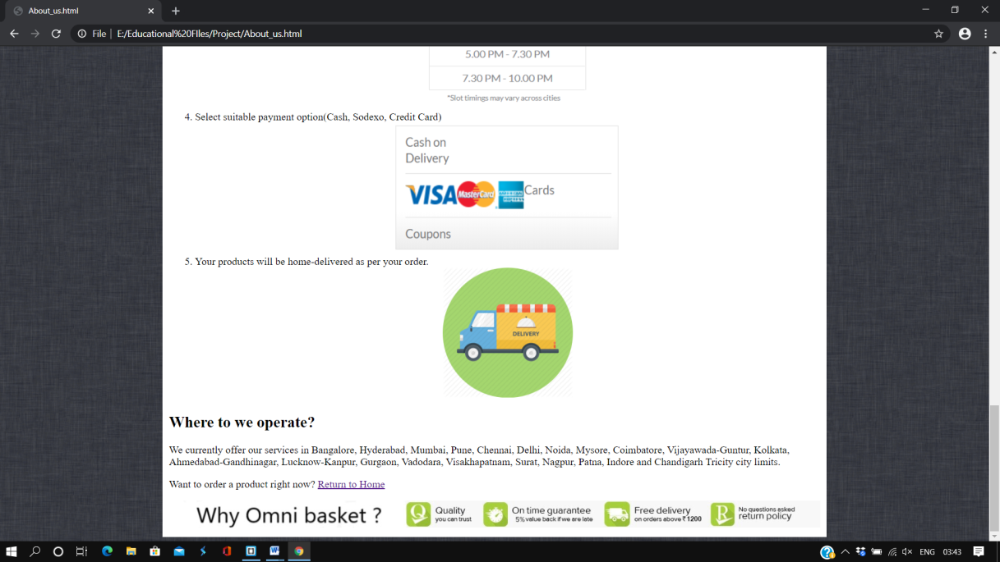 About_us.html
File | E:/Educational%20FIles/Project/About_us.html
5.00 PM - 7.30 PM
7.30 PM - 10.00 PM
*Slot timings may vary across cities
4. Select suitable payment option(Cash, Sodexo, Credit Card)
Cash on
Delivery
VISA MasterCard AMERICAN EXPRESS Cards
Coupons
5. Your products will be home-delivered as per your order.
DELIVERY
Where to we operate?
We currently offer our services in Bangalore, Hyderabad, Mumbai, Pune, Chennai, Delhi, Noida, Mysore, Coimbatore, Vijayawada-Guntur, Kolkata,
Ahmedabad-Gandhinagar, Lucknow-Kanpur, Gurgaon, Vadodara, Visakhapatnam, Surat, Nagpur, Patna, Indore and Chandigarh Tricity city limits.
Want to order a product right now? Return to Home
Why Omni basket ?
Q Quality
you can trust
On time guarantee
5% value back if we are late
Free delivery
on orders above ₹ 1200
R No questions asked
return policy
ENG 03:43